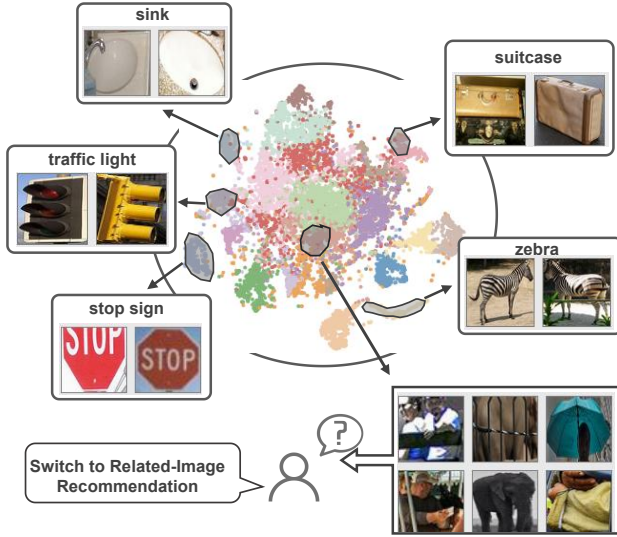 sink
suitcase
traffic light
zebra
stop sign
STOP
STOP
?
Switch to Related-Image
Recommendation